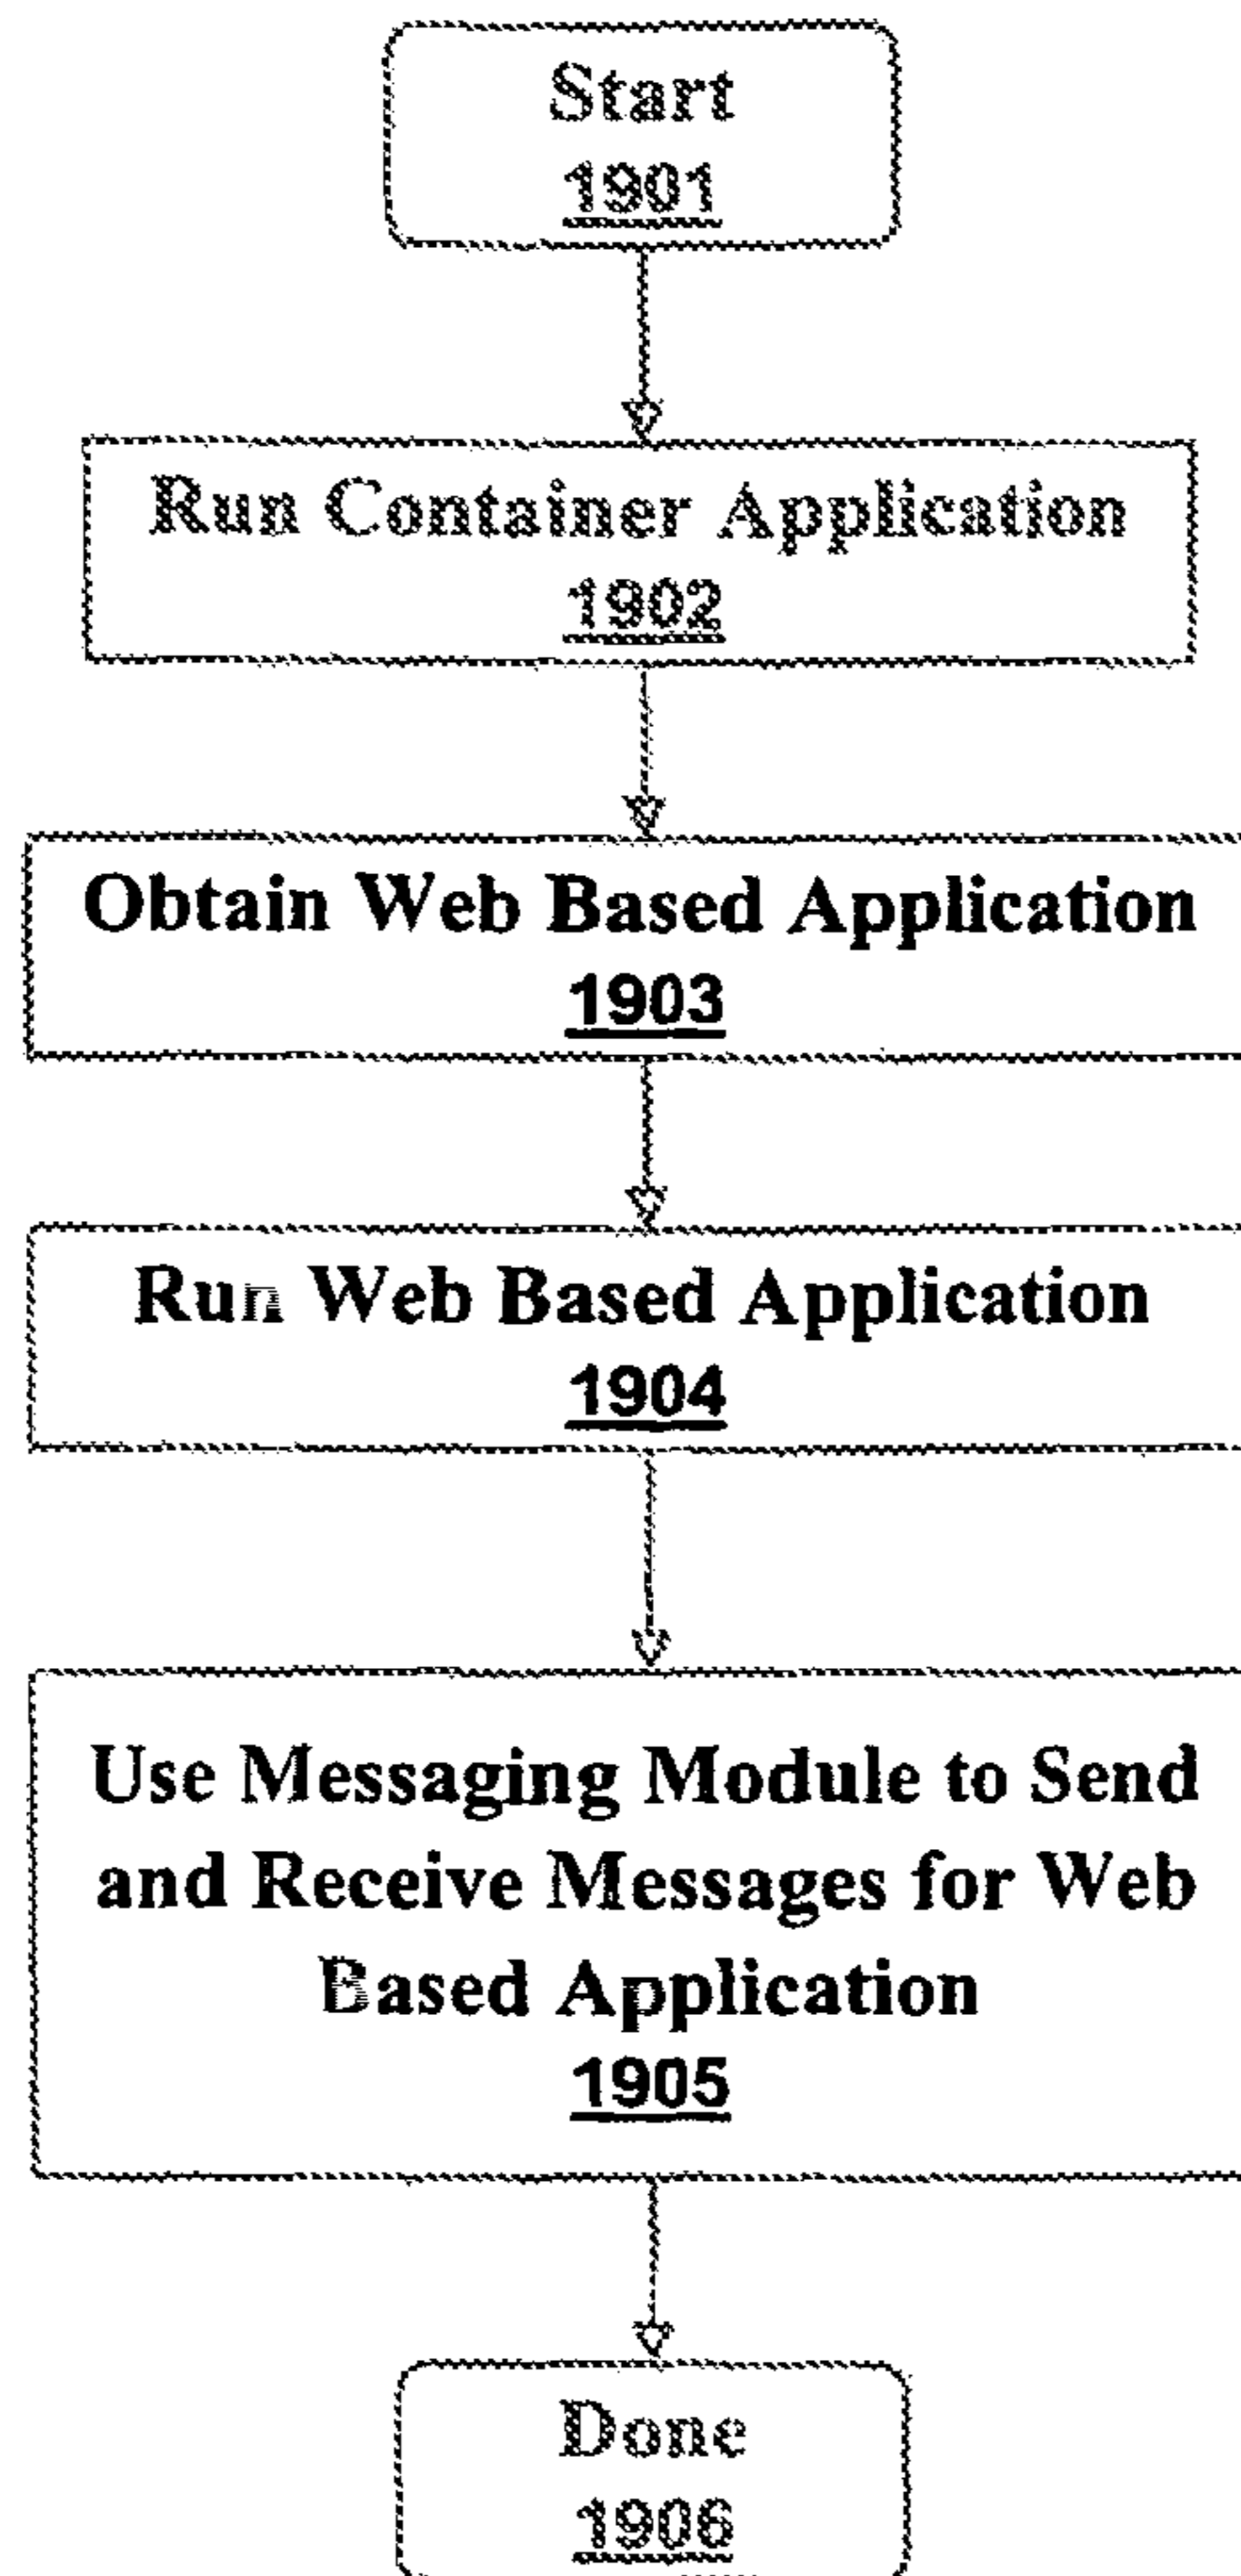 Start
1901
Run Container Application
1902
Obtain Web Based Application
1903
Run Web Based Application
1904
Use Messaging Module to Send
and Receive Messages for Web
Based Application
1905
Done
1906